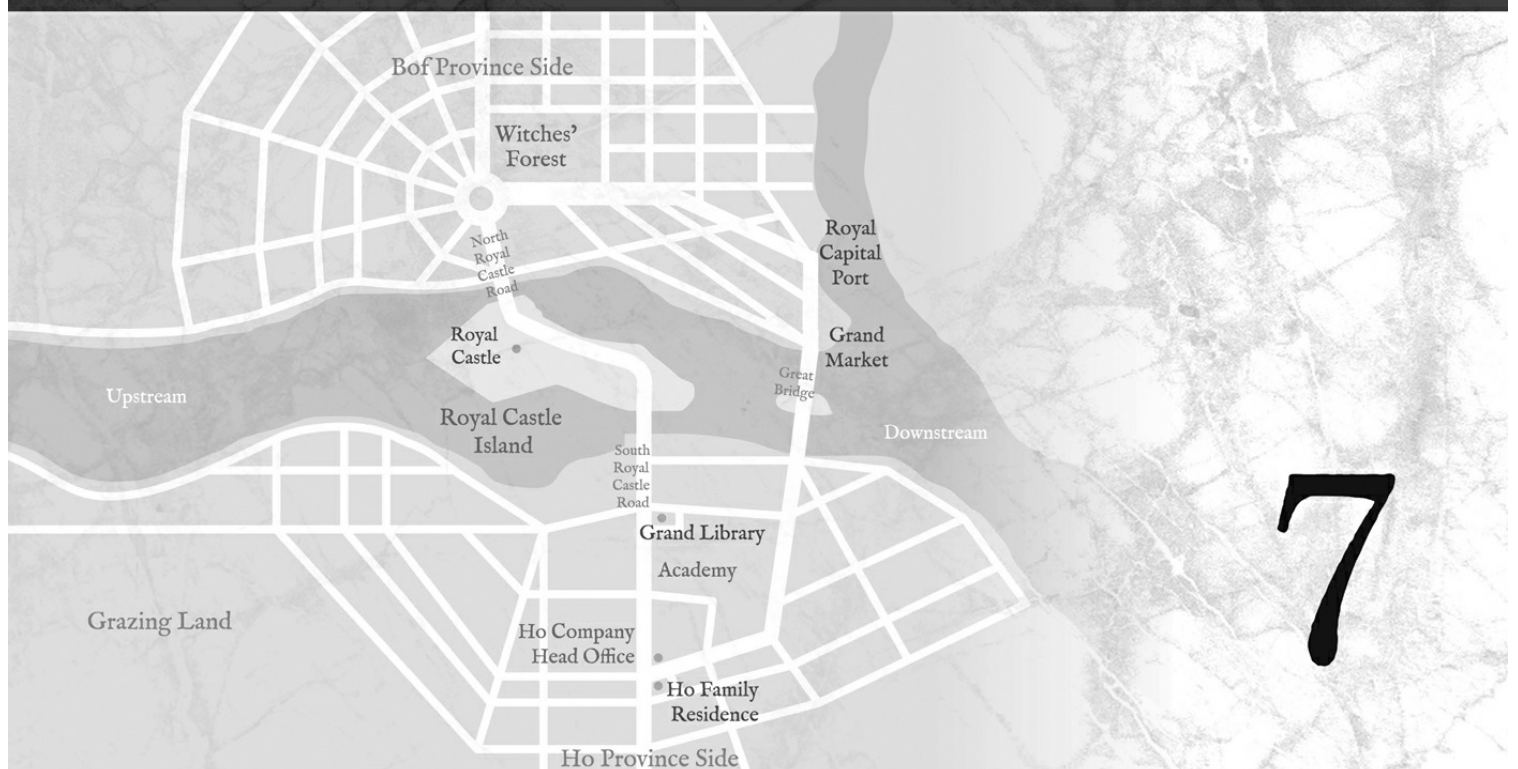 Bof Province Side
Witches’
Forest
Royal
Capital
Port
North
Royal
Castle
Road
Royal
Castle
Grand
Market
Great
Bridge
Upstream
Royal Castle
Island
Downstream
South
Royal
Castle
Road
7
Grand Library
Academy
Grazing Land
Ho Company
Head Office
Ho Family
Residence
Ho Province Side